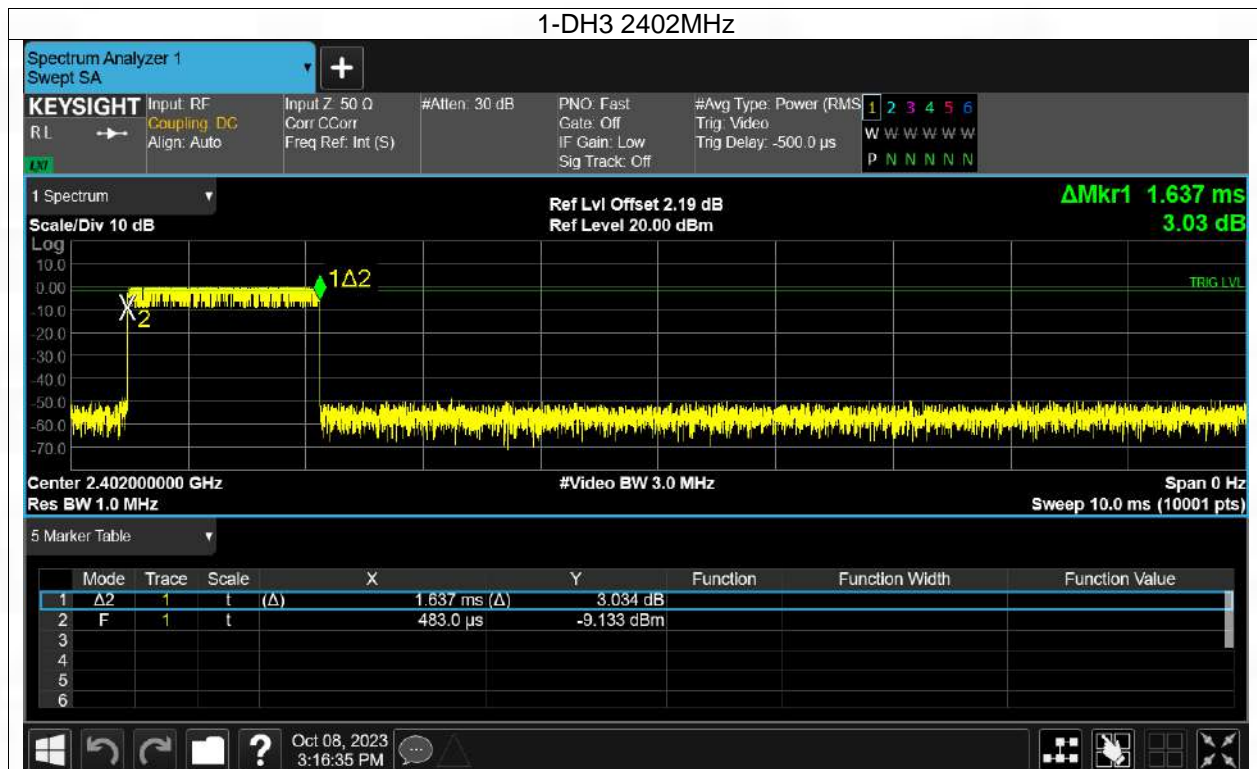 1-DH3 2402MHz
Spectrum Analyzer 1
Swept SA
+
KEYSIGHT
RL
LXI
Input: RF
Coupling: DC
Align: Auto
Input Z: 50 Ω
Corr CCorr
Freq Ref: Int (S)
#Atten: 30 dB
PNO: Fast
Gate: Off
IF Gain: Low
Sig Track: Off
#Avg Type: Power (RMS
Trig: Video
Trig Delay: -500.0 µs
1 2 3 4 5 6
W W W W W W
P N N N N N
1 Spectrum
Scale/Div 10 dB
Ref Lvl Offset 2.19 dB
Ref Level 20.00 dBm
ΔMkr1 1.637 ms
3.03 dB
Log
10.0
0.00
-10.0
-20.0
-30.0
-40.0
-50.0
-60.0
-70.0
1Δ2
X2
TRIG LVL
Center 2.402000000 GHz
Res BW 1.0 MHz
#Video BW 3.0 MHz
Span 0 Hz
Sweep 10.0 ms (10001 pts)
5 Marker Table
Mode Trace Scale X Y Function Function Width Function Value
1 Δ2 1 t (Δ) 1.637 ms (Δ) 3.034 dB
2 F 1 t 483.0 µs -9.133 dBm
3
4
5
6
?
Oct 08, 2023
3:16:35 PM